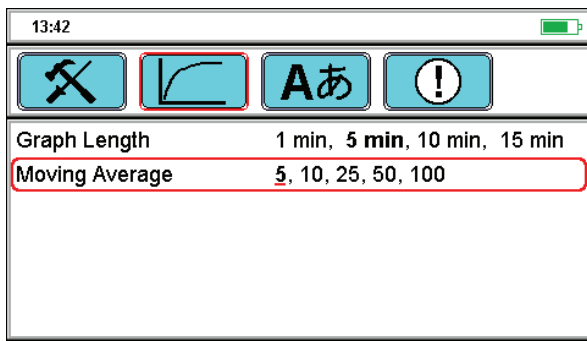 13:42
Aあ !
Graph Length 1 min, 5 min, 10 min, 15 min
Moving Average 5, 10, 25, 50, 100